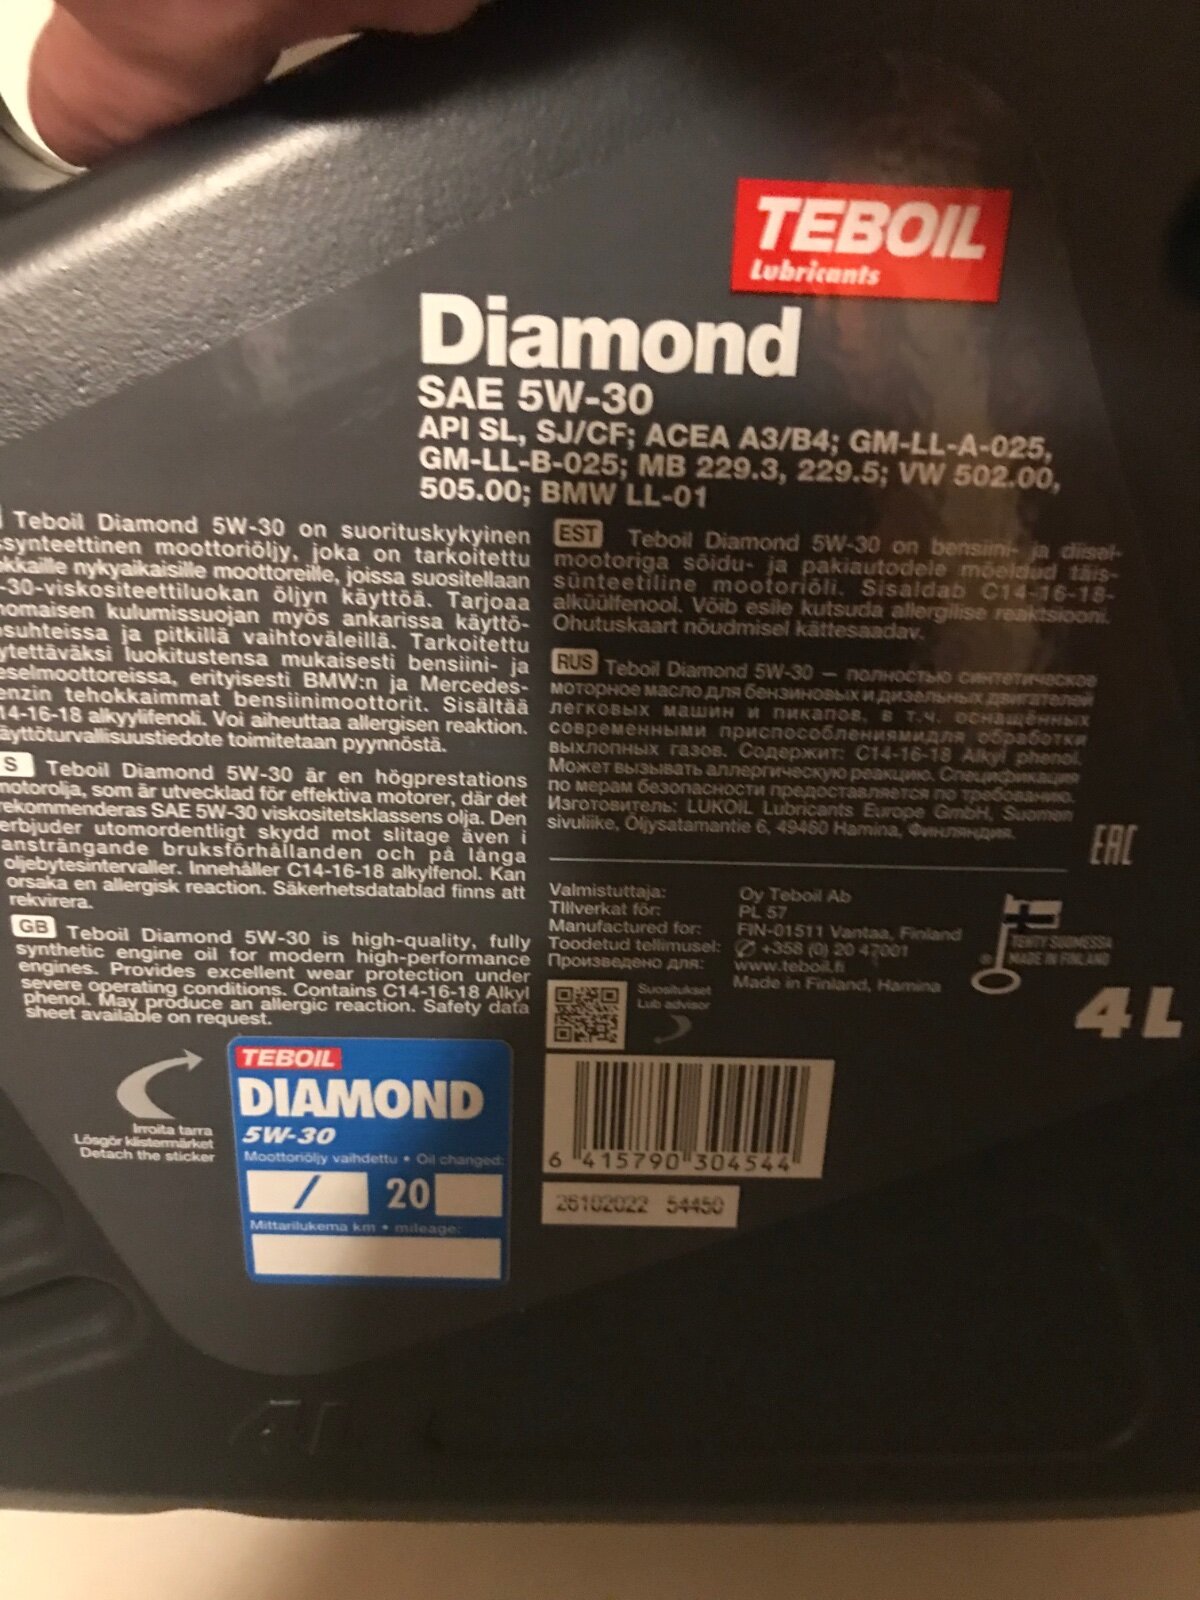 TEBOIL
Lubricants
Diamond
SAE 5W-30
API SL, SJ/CF; ACEA A3/B4; GM-LL-A-025,
GM-LL-B-025; MB 229.3, 229.5; VW 502.00,
505.00; BMW LL-01
Teboil Diamond 5W-30 on suorituskykyinen
synteettinen moottoriöljy, joka on tarkoitettu
kkaille nykyaikaisille moottoreille, joissa suositellaan
-30-viskositeettiluokan öljyn käyttöä. Tarjoaa
nomaisen kulumissuojan myös ankarissa käyttö-
suhteissa ja pitkillä vaihtoväleillä. Tarkoitettu
ytettäväksi luokitustensa mukaisesti bensiini- ja
eselmoottoreissa, erityisesti BMW:n ja Mercedes-
enzin tehokkaimmat bensiinimoottorit. Sisältää
14-16-18 alkyylifenoli. Voi aiheuttaa allergisen reaktion.
äyttöturvallisuustiedote toimitetaan pyynnöstä.
S Teboil Diamond 5W-30 är en högprestations
motorolja, som är utvecklad för effektiva motorer, där det
rekommenderas SAE 5W-30 viskositetsklassens olja. Den
erbjuder utomordentligt skydd mot slitage även i
ansträngande bruksförhållanden och på långa
oljebytesintervaller. Innehåller C14-16-18 alkylfenol. Kan
orsaka en allergisk reaction. Säkerhetsdatablad finns att
rekvirera.
GB Teboil Diamond 5W-30 is high-quality, fully
synthetic engine oil for modern high-performance
engines. Provides excellent wear protection under
severe operating conditions. Contains C14-16-18 Alkyl
phenol. May produce an allergic reaction. Safety data
sheet available on request.
EST Teboil Diamond 5W-30 on bensiini- ja diisel-
mootoriga sõidu- ja pakiautodele mõeldud täis-
sünteetiline mootoriõli. Sisaldab C14-16-18-
alküülfenool. Võib esile kutsuda allergilise reaktsiooni.
Ohutuskaart nõudmisel kättesaadav.
RUS Teboil Diamond 5W-30 — полностью синтетическое
моторное масло для бензиновых и дизельных двигателей
легковых машин и пикапов, в т.ч. оснащённых
современными приспособлениямидля обработки
выхлопных газов. Содержит: C14-16-18 Alkyl phenol.
Может вызывать аллергическую реакцию. Спецификация
по мерам безопасности предоставляется по требованию.
Изготовитель: LUKOIL Lubricants Europe GmbH, Suomen
sivuliike, Öljysatamantie 6, 49460 Hamina, Финляндия.
EAC
Valmistuttaja: Oy Teboil Ab
Tillverkat för: PL 57
Manufactured for: FIN-01511 Vantaa, Finland
Toodetud tellimusel: +358 (0) 20 47001
Произведено для: www.teboil.fi
Made in Finland, Hamina
TEHTY SUOMESSA
MADE IN FINLAND
Suositukset
Lub advisor
4 L
TEBOIL
DIAMOND
5W-30
Moottoriöljy vaihdettu • Oil changed:
/ 20
Mittarilukema km • mileage:
Irroita tarra
Lösgör klistermärket
Detach the sticker
6 415790 304544
26102022 54450